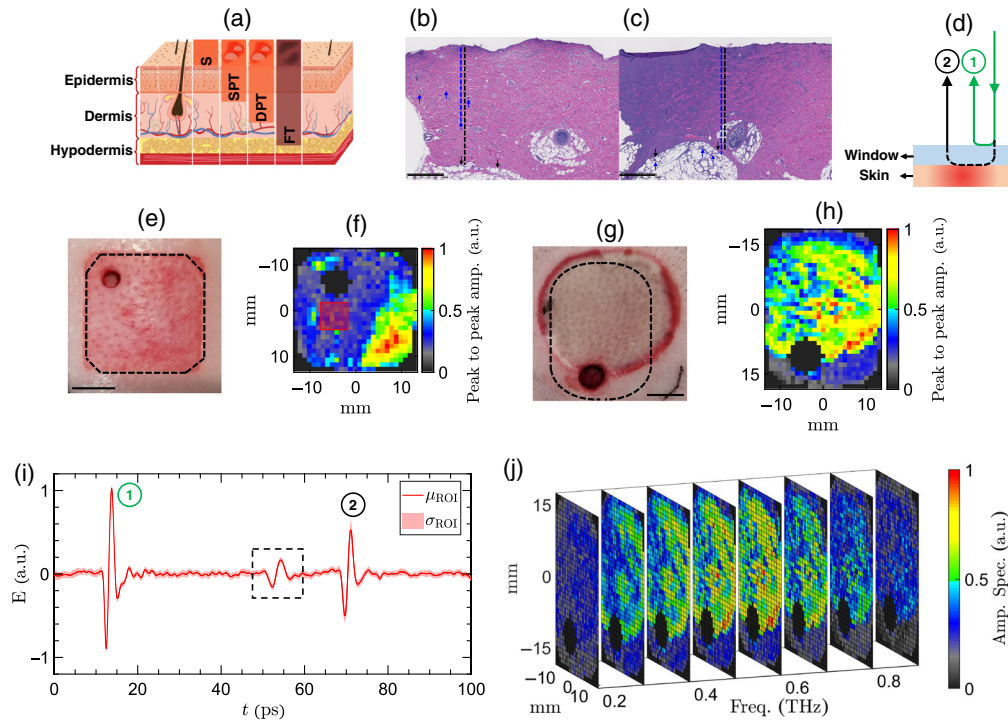 (a)
(b)
(c)
(d)
Epidermis
Dermis
Hypodermis
S
SPT
DPT
FT
2
1
Window
Skin
(e)
(f)
(g)
(h)
−10
0
10
mm
−10 0 10
mm
1
0.5
0
Peak to peak amp. (a.u.)
−15
0
15
mm
−10 0 10
mm
1
0.5
0
Peak to peak amp. (a.u.)
(i)
1
0
−1
E (a.u.)
1
2
μROI
σROI
0 20 40 60 80 100
t (ps)
(j)
15
0
−15
mm
−10
0
10
mm
0.2 0.4 0.6 0.8
Freq. (THz)
1
0.5
0
Amp. Spec. (a.u.)